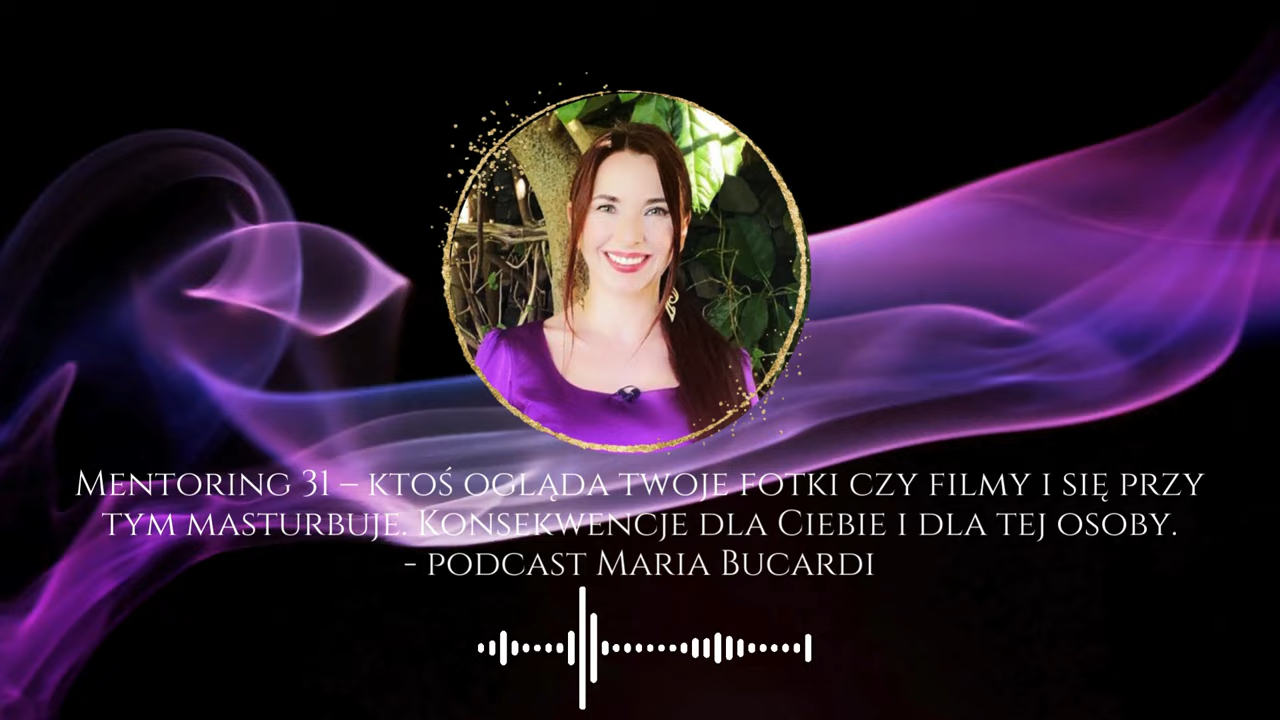 Mentoring 31 – ktoś ogląda twoje fotki czy filmy i się przy
tym masturbuje. Konsekwencje dla Ciebie i dla tej osoby.
- podcast Maria Bucardi